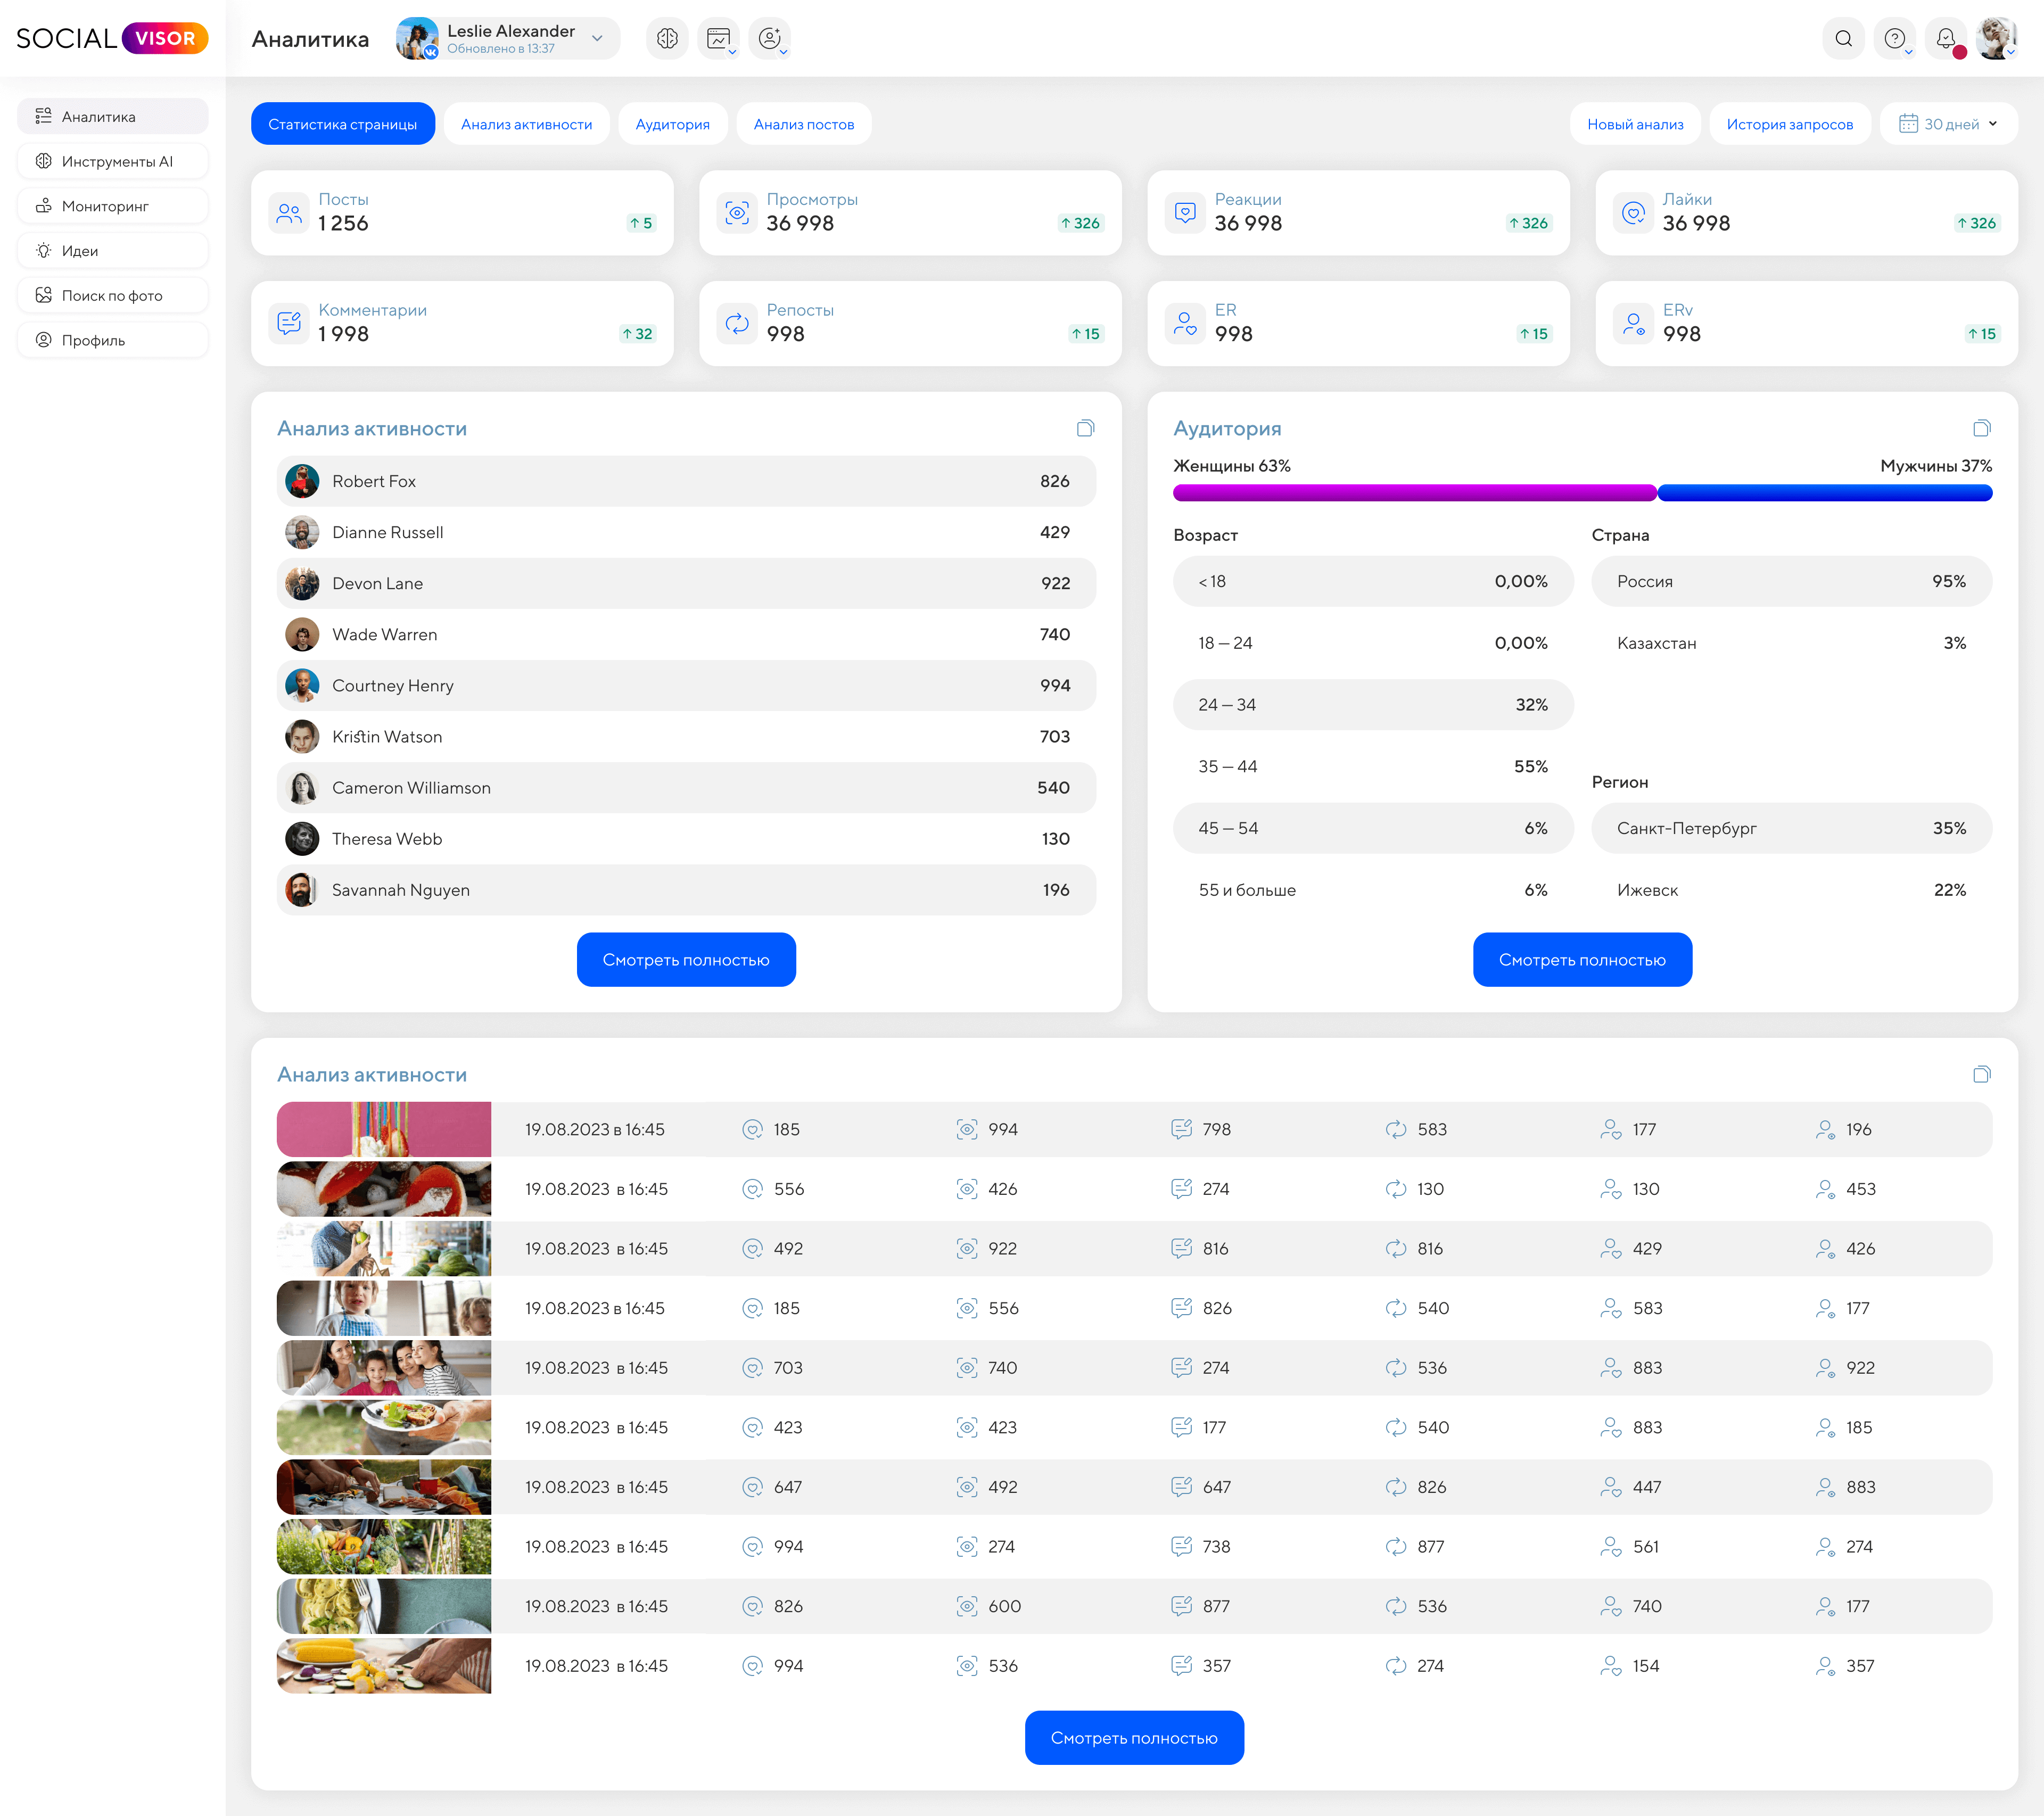 SOCIAL VISOR
Аналитика
Leslie Alexander
Обновлено в 13:37
Аналитика
Инструменты AI
Мониторинг
Идеи
Поиск по фото
Профиль
Статистика страницы Анализ активности Аудитория Анализ постов Новый анализ История запросов 30 дней
Посты
1 256 ↑ 5
Просмотры
36 998 ↑ 326
Реакции
36 998 ↑ 326
Лайки
36 998 ↑ 326
Комментарии
1 998 ↑ 32
Репосты
998 ↑ 15
ER
998 ↑ 15
ERv
998 ↑ 15
Анализ активности
Robert Fox 826
Dianne Russell 429
Devon Lane 922
Wade Warren 740
Courtney Henry 994
Kristin Watson 703
Cameron Williamson 540
Theresa Webb 130
Savannah Nguyen 196
Смотреть полностью
Аудитория
Женщины 63% Мужчины 37%
Возраст
< 18 0,00%
18 — 24 0,00%
24 — 34 32%
35 — 44 55%
45 — 54 6%
55 и больше 6%
Страна
Россия 95%
Казахстан 3%
Регион
Санкт-Петербург 35%
Ижевск 22%
Смотреть полностью
Анализ активности
19.08.2023 в 16:45 185 994 798 583 177 196
19.08.2023 в 16:45 556 426 274 130 130 453
19.08.2023 в 16:45 492 922 816 816 429 426
19.08.2023 в 16:45 185 556 826 540 583 177
19.08.2023 в 16:45 703 740 274 536 883 922
19.08.2023 в 16:45 423 423 177 540 883 185
19.08.2023 в 16:45 647 492 647 826 447 883
19.08.2023 в 16:45 994 274 738 877 561 274
19.08.2023 в 16:45 826 600 877 536 740 177
19.08.2023 в 16:45 994 536 357 274 154 357
Смотреть полностью